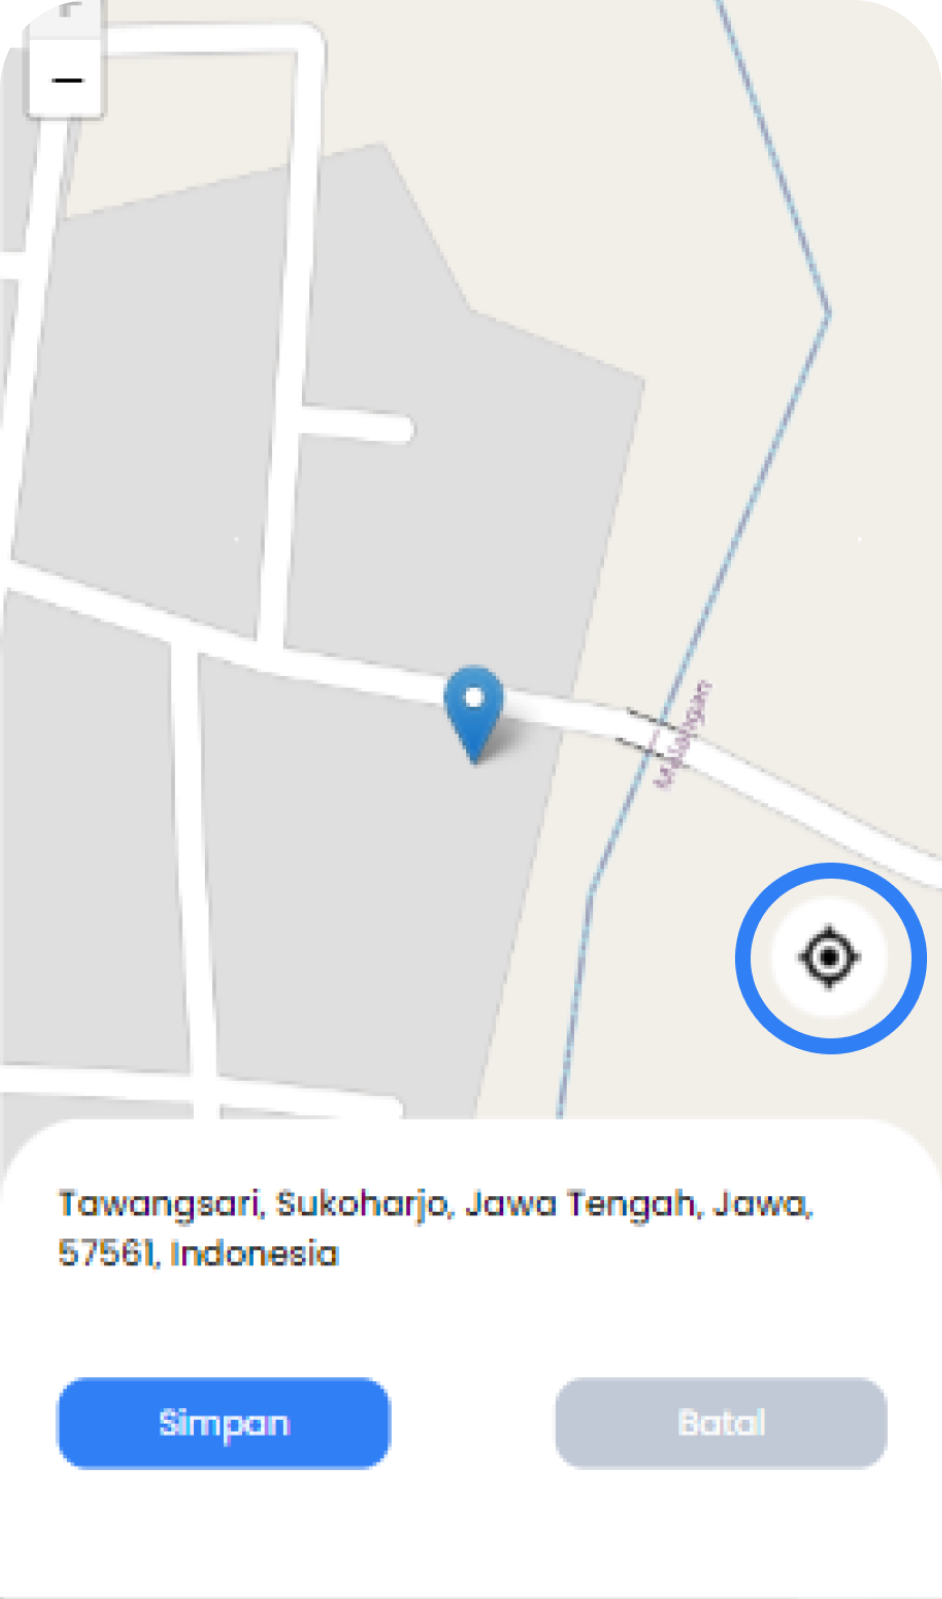 −
Tawangsari, Sukoharjo, Jawa Tengah, Jawa,
57561, Indonesia
Simpan
Batal